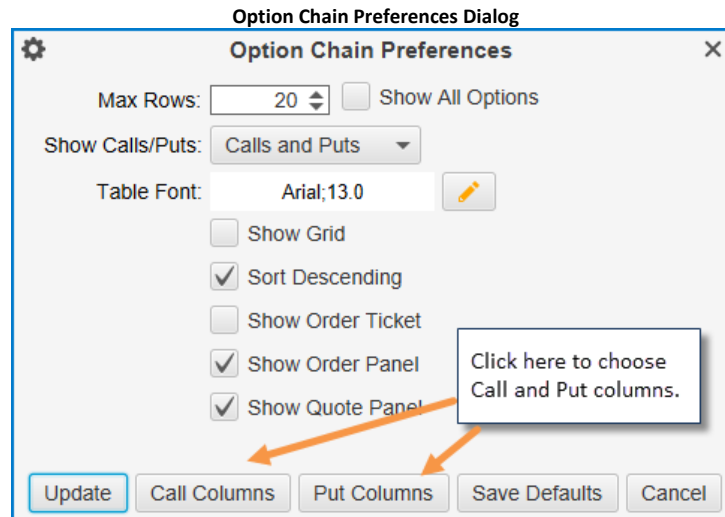 Option Chain Preferences Dialog
Option Chain Preferences
Max Rows: 20 Show All Options
Show Calls/Puts: Calls and Puts
Table Font: Arial;13.0
Show Grid
Sort Descending
Show Order Ticket
Show Order Panel
Show Quote Panel
Click here to choose
Call and Put columns.
Update Call Columns Put Columns Save Defaults Cancel